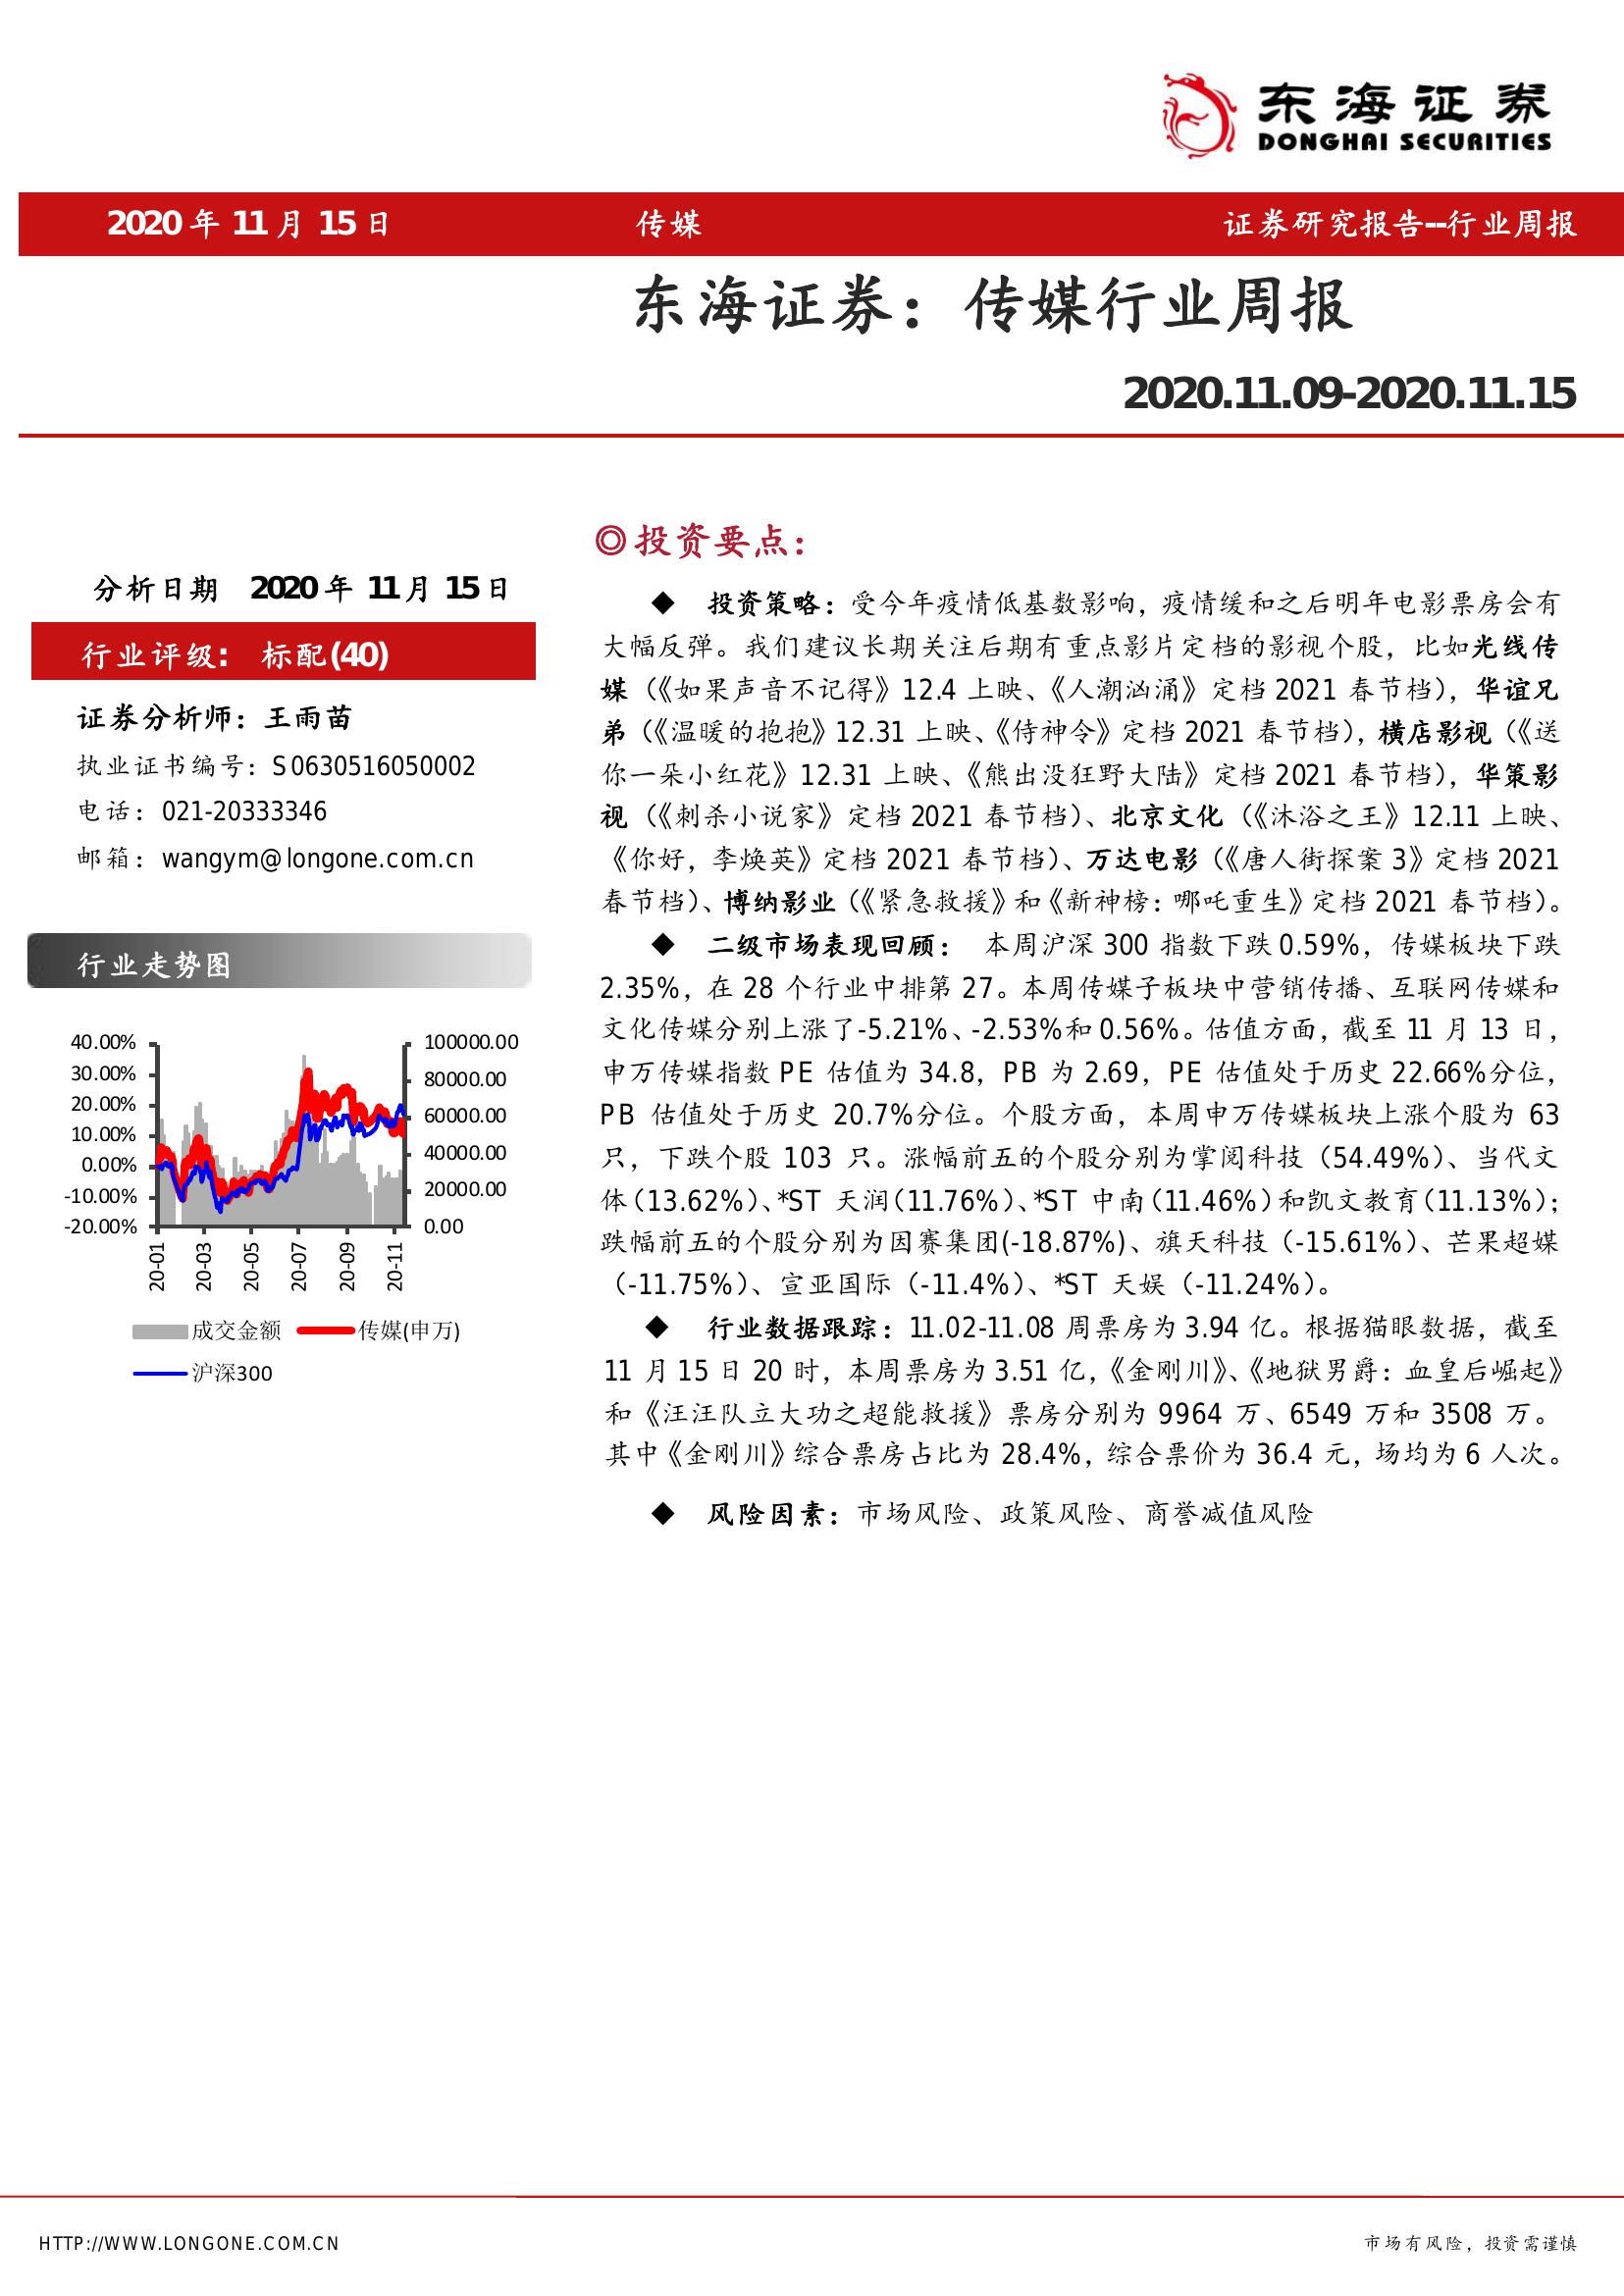 东海证券
DONGHAI SECURITIES
2020 年 11 月 15 日 传媒 证券研究报告--行业周报
东海证券：传媒行业周报
2020.11.09-2020.11.15
分析日期 2020 年 11 月 15 日
行业评级： 标配(40)
证券分析师：王雨苗
执业证书编号：S0630516050002
电话：021-20333346
邮箱：wangym@longone.com.cn
行业走势图
40.00%
30.00%
20.00%
10.00%
0.00%
-10.00%
-20.00%
100000.00
80000.00
60000.00
40000.00
20000.00
0.00
20-01
20-03
20-05
20-07
20-09
20-11
成交金额 传媒(申万)
沪深300
◎投资要点：
◆ 投资策略：受今年疫情低基数影响，疫情缓和之后明年电影票房会有
大幅反弹。我们建议长期关注后期有重点影片定档的影视个股，比如光线传
媒（《如果声音不记得》12.4 上映、《人潮汹涌》定档 2021 春节档），华谊兄
弟（《温暖的抱抱》12.31 上映、《侍神令》定档 2021 春节档），横店影视（《送
你一朵小红花》12.31 上映、《熊出没狂野大陆》定档 2021 春节档），华策影
视（《刺杀小说家》定档 2021 春节档）、北京文化（《沐浴之王》12.11 上映、
《你好，李焕英》定档 2021 春节档）、万达电影（《唐人街探案 3》定档 2021
春节档）、博纳影业（《紧急救援》和《新神榜：哪吒重生》定档 2021 春节档）。
◆ 二级市场表现回顾： 本周沪深 300 指数下跌 0.59%，传媒板块下跌
2.35%，在 28 个行业中排第 27。本周传媒子板块中营销传播、互联网传媒和
文化传媒分别上涨了-5.21%、-2.53%和 0.56%。估值方面，截至 11 月 13 日，
申万传媒指数 PE 估值为 34.8，PB 为 2.69，PE 估值处于历史 22.66%分位，
PB 估值处于历史 20.7%分位。个股方面，本周申万传媒板块上涨个股为 63
只，下跌个股 103 只。涨幅前五的个股分别为掌阅科技（54.49%）、当代文
体（13.62%）、*ST 天润（11.76%）、*ST 中南（11.46%）和凯文教育（11.13%）；
跌幅前五的个股分别为因赛集团(-18.87%)、旗天科技（-15.61%）、芒果超媒
（-11.75%）、宣亚国际（-11.4%）、*ST 天娱（-11.24%）。
◆ 行业数据跟踪：11.02-11.08 周票房为 3.94 亿。根据猫眼数据，截至
11 月 15 日 20 时，本周票房为 3.51 亿，《金刚川》、《地狱男爵：血皇后崛起》
和《汪汪队立大功之超能救援》票房分别为 9964 万、6549 万和 3508 万。
其中《金刚川》综合票房占比为 28.4%，综合票价为 36.4 元，场均为 6 人次。
◆ 风险因素：市场风险、政策风险、商誉减值风险
HTTP://WWW.LONGONE.COM.CN 市场有风险，投资需谨慎